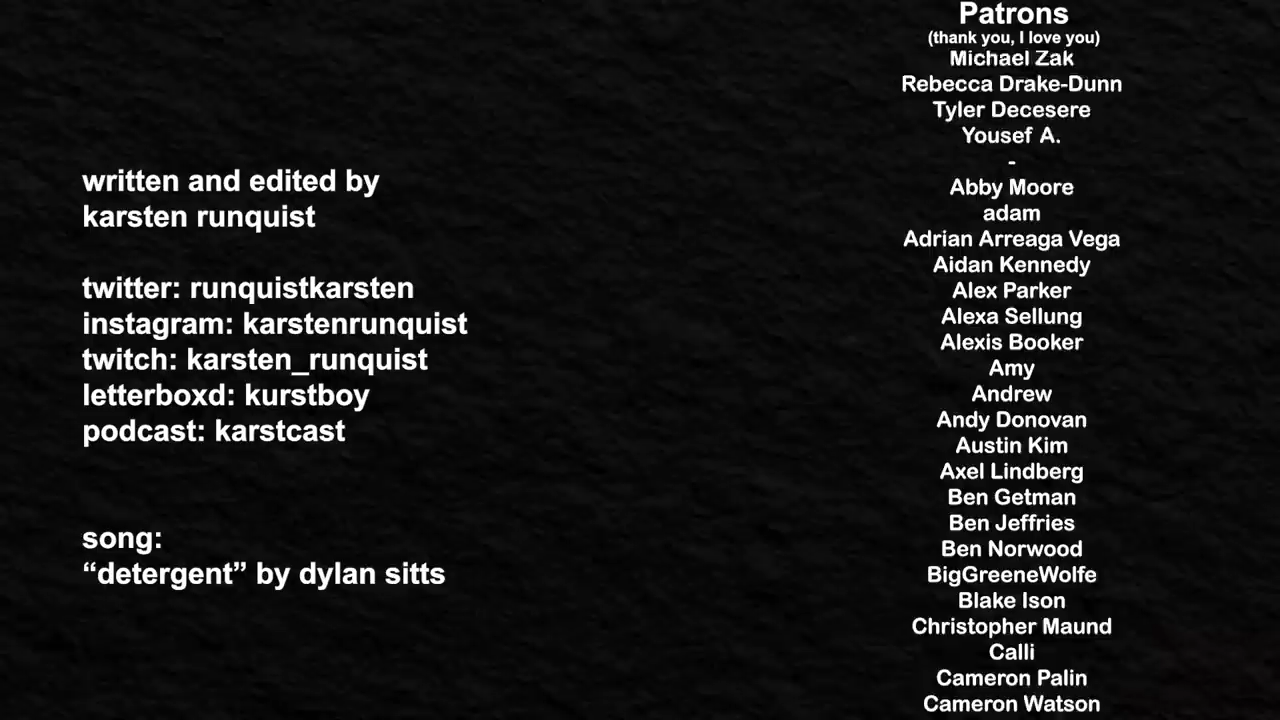 written and edited by
karsten runquist
twitter: runquistkarsten
instagram: karstenrunquist
twitch: karsten_runquist
letterboxd: kurstboy
podcast: karstcast
song:
“detergent” by dylan sitts
Patrons
(thank you, I love you)
Michael Zak
Rebecca Drake-Dunn
Tyler Decesere
Yousef A.
-
Abby Moore
adam
Adrian Arreaga Vega
Aidan Kennedy
Alex Parker
Alexa Sellung
Alexis Booker
Amy
Andrew
Andy Donovan
Austin Kim
Axel Lindberg
Ben Getman
Ben Jeffries
Ben Norwood
BigGreeneWolfe
Blake Ison
Christopher Maund
Calli
Cameron Palin
Cameron Watson